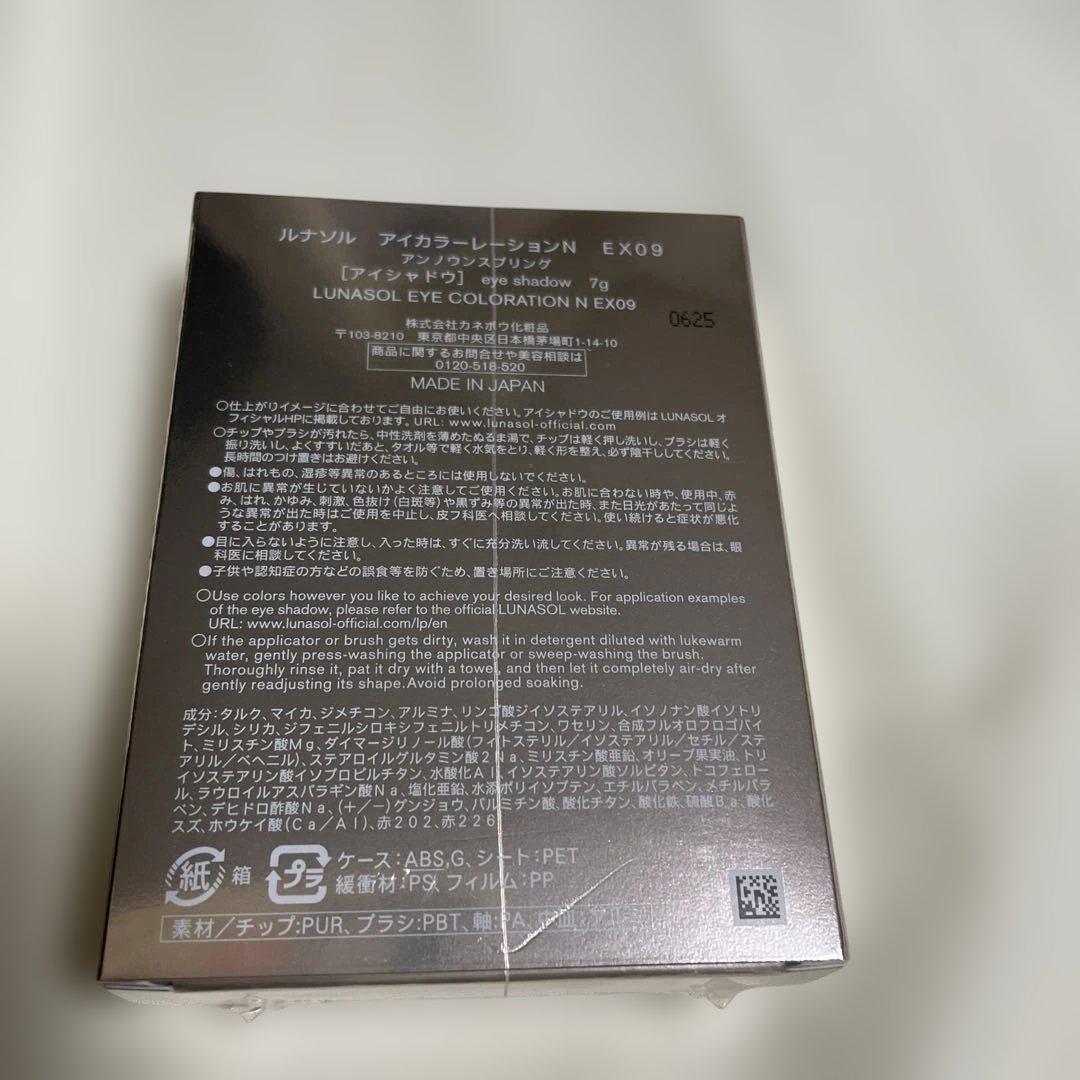 ルナソル　アイカラーレーションN　EX09
アンノウンスプリング
[アイシャドウ]　eye shadow　7g
LUNASOL EYE COLORATION N EX09
0625
株式会社カネボウ化粧品
〒103-8210　東京都中央区日本橋茅場町1-14-10
商品に関するお問合せや美容相談は
0120-518-520
MADE IN JAPAN
○仕上がりイメージに合わせてご自由にお使いください。アイシャドウのご使用例は LUNASOL オ
フィシャルHPに掲載しております。URL: www.lunasol-official.com
○チップやブラシが汚れたら、中性洗剤を薄めたぬるま湯で、チップは軽く押し洗いし、ブラシは軽く
振り洗いし、よくすすいだあと、タオル等で軽く水気をとり、軽く形を整え、必ず陰干ししてください。
長時間のつけ置きはお避けください。
●傷、はれもの、湿疹等異常のあるところには使用しないでください。
●お肌に異常が生じていないかよく注意してご使用ください。お肌に合わない時や、使用中、赤
み、はれ、かゆみ、刺激、色抜け(白斑等)や黒ずみ等の異常が出た時、また日光があたって同じよ
うな異常が出た時はご使用を中止し、皮フ科医へ相談してください。使い続けると症状が悪化
することがあります。
●目に入らないように注意し、入った時は、すぐに充分洗い流してください。異常が残る場合は、眼
科医に相談してください。
●子供や認知症の方などの誤食等を防ぐため、置き場所にご注意ください。
○Use colors however you like to achieve your desired look. For application examples
of the eye shadow, please refer to the official LUNASOL website.
URL: www.lunasol-official.com/lp/en
○If the applicator or brush gets dirty, wash it in detergent diluted with lukewarm
water, gently press-washing the applicator or sweep-washing the brush.
Thoroughly rinse it, pat it dry with a towel, and then let it completely air-dry after
gently readjusting its shape.Avoid prolonged soaking.
成分：タルク、マイカ、ジメチコン、アルミナ、リンゴ酸ジイソステアリル、イソノナン酸イソトリ
デシル、シリカ、ジフェニルシロキシフェニルトリメチコン、ワセリン、合成フルオロフロゴパイ
ト、ミリスチン酸Mg、ダイマージリノール酸(フィトステリル／イソステアリル／セチル／ステ
アリル／ベヘニル)、ステアロイルグルタミン酸２Na、ミリスチン酸亜鉛、オリーブ果実油、トリ
イソステアリン酸イソプロピルチタン、水酸化Al、イソステアリン酸ソルビタン、トコフェロー
ル、ラウロイルアスパラギン酸Na、塩化亜鉛、水添ポリイソブテン、エチルパラベン、メチルパラ
ベン、デヒドロ酢酸Na、(＋／−)グンジョウ、パルミチン酸、酸化チタン、酸化鉄、硫酸Ba、酸化
スズ、ホウケイ酸(Ca／Al)、赤２０２、赤２２６
紙 箱
プラ ケース：ABS,G、シート：PET
緩衝材：PS、フィルム：PP
素材／チップ:PUR、ブラシ:PBT、軸:PA、